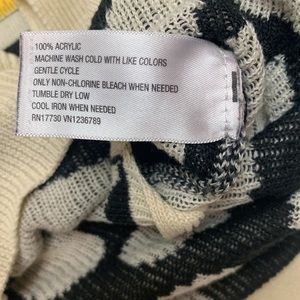 100% ACRYLIC
MACHINE WASH COLD WITH LIKE COLORS
GENTLE CYCLE
ONLY NON-CHLORINE BLEACH WHEN NEEDED
TUMBLE DRY LOW
COOL IRON WHEN NEEDED
RN17730 VN1236789